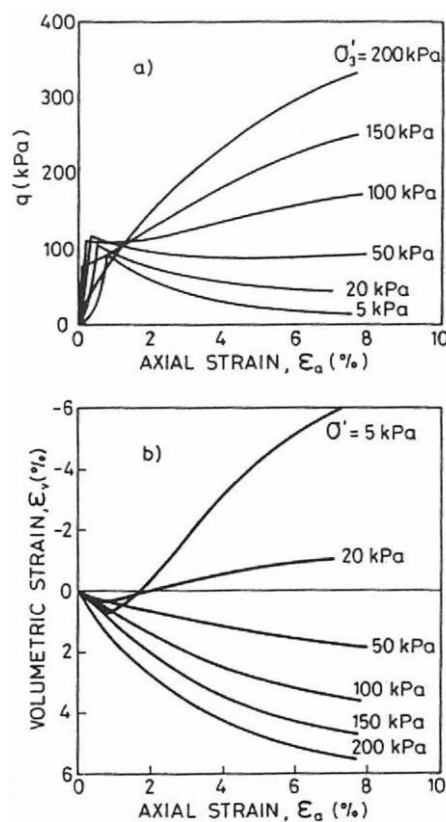 400
300
200
100
0
q (kPa)
a)
σ₃' = 200 kPa
150 kPa
100 kPa
50 kPa
20 kPa
5 kPa
0 2 4 6 8 10
AXIAL STRAIN, εₐ (%)
-6
-4
-2
0
2
4
6
VOLUMETRIC STRAIN, εᵥ (%)
b)
σ' = 5 kPa
20 kPa
50 kPa
100 kPa
150 kPa
200 kPa
0 2 4 6 8 10
AXIAL STRAIN, εₐ (%)